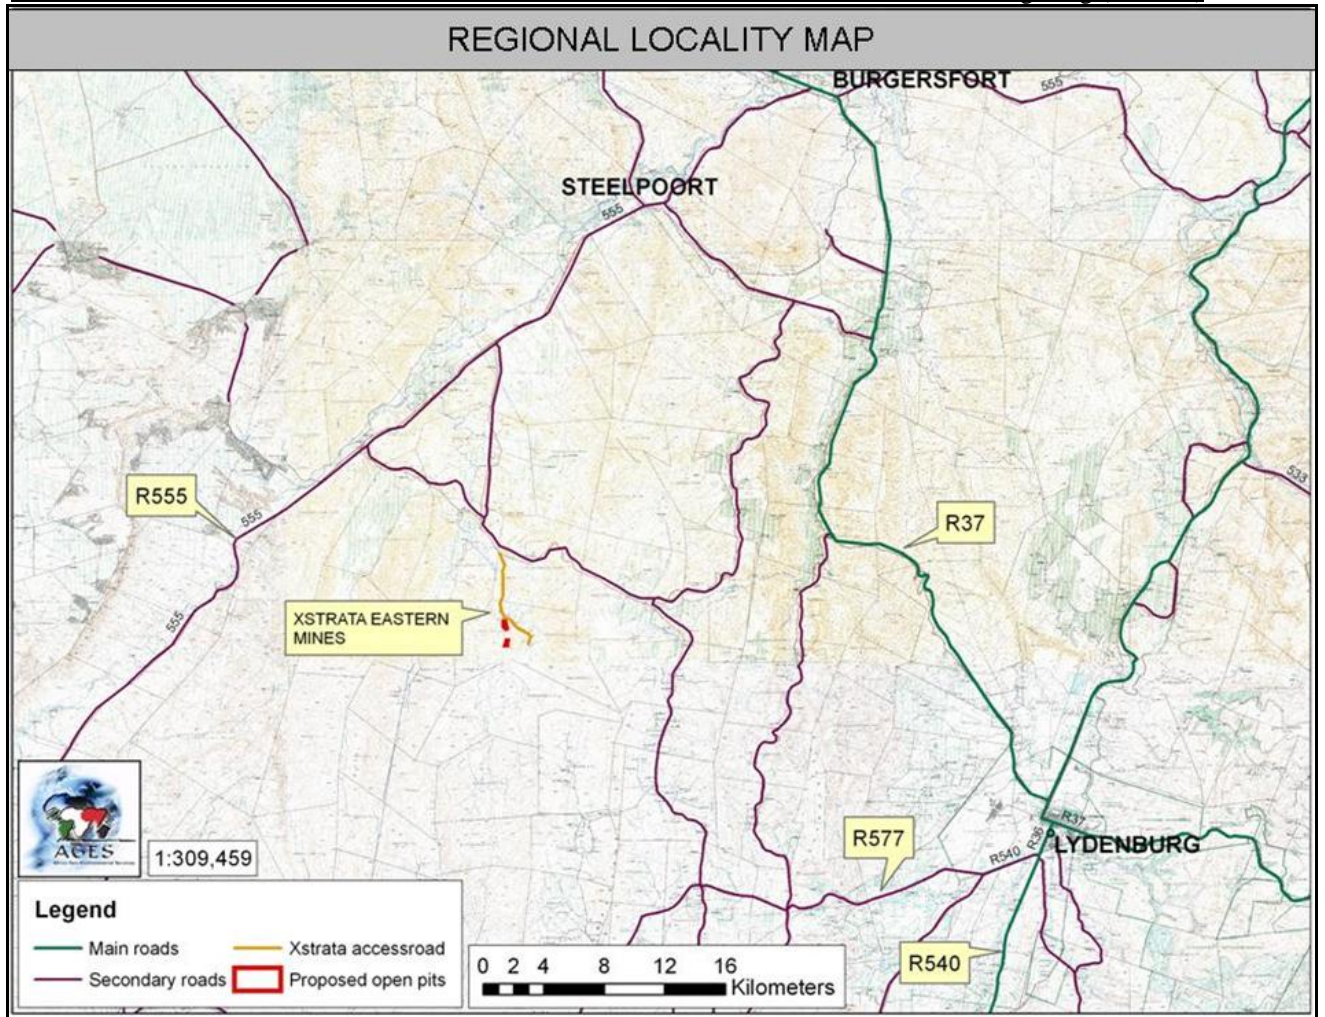 REGIONAL LOCALITY MAP
BURGERSFORT
555
STEELPOORT
555
R555
555
533
R37
XSTRATA EASTERN
MINES
555
AGES
1:309,459
R577
R37
R36
LYDENBURG
R540
R540
Legend
Main roads
Xstrata accessroad
Secondary roads
Proposed open pits
0 2 4 8 12 16
Kilometers